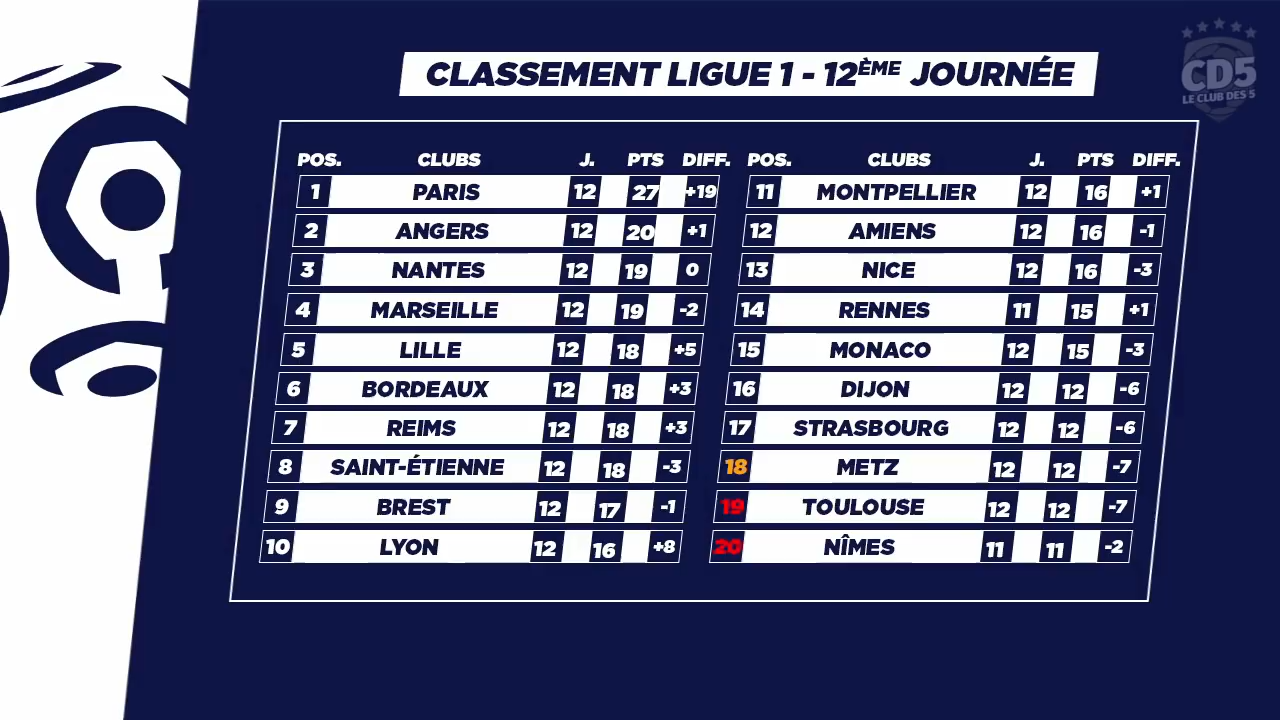 CLASSEMENT LIGUE 1 - 12ÈME JOURNÉE
CD5
LE CLUB DES 5
POS. CLUBS J. PTS DIFF. POS. CLUBS J. PTS DIFF.
1 PARIS 12 27 +19 11 MONTPELLIER 12 16 +1
2 ANGERS 12 20 +1 12 AMIENS 12 16 -1
3 NANTES 12 19 0 13 NICE 12 16 -3
4 MARSEILLE 12 19 -2 14 RENNES 11 15 +1
5 LILLE 12 18 +5 15 MONACO 12 15 -3
6 BORDEAUX 12 18 +3 16 DIJON 12 12 -6
7 REIMS 12 18 +3 17 STRASBOURG 12 12 -6
8 SAINT-ÉTIENNE 12 18 -3 18 METZ 12 12 -7
9 BREST 12 17 -1 19 TOULOUSE 12 12 -7
10 LYON 12 16 +8 20 NÎMES 11 11 -2